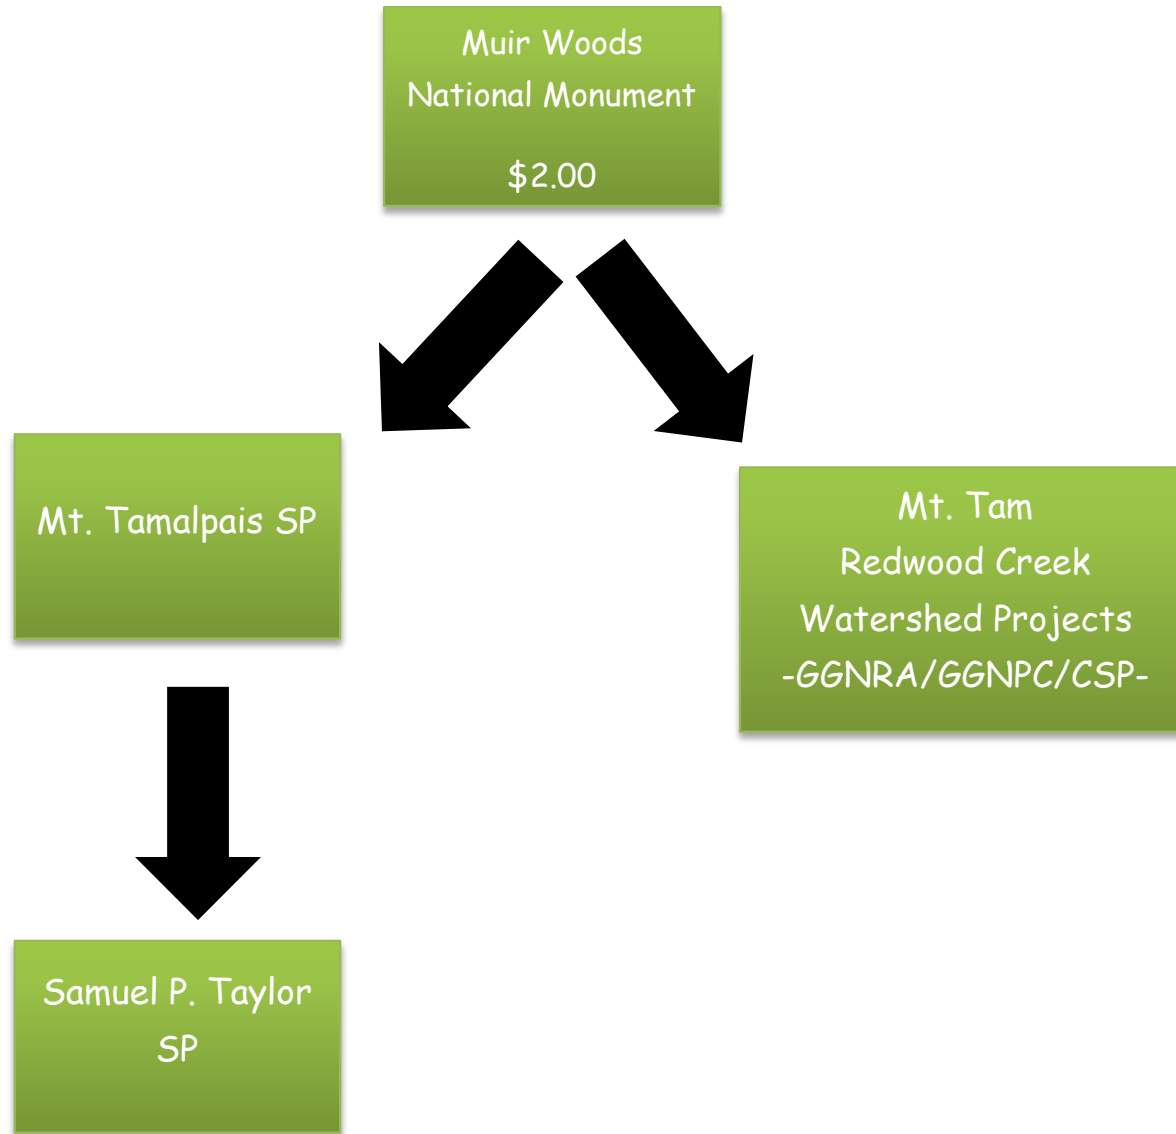 Muir Woods
National Monument
$2.00
Mt. Tamalpais SP
Mt. Tam
Redwood Creek
Watershed Projects
-GGNRA/GGNPC/CSP-
Samuel P. Taylor
SP